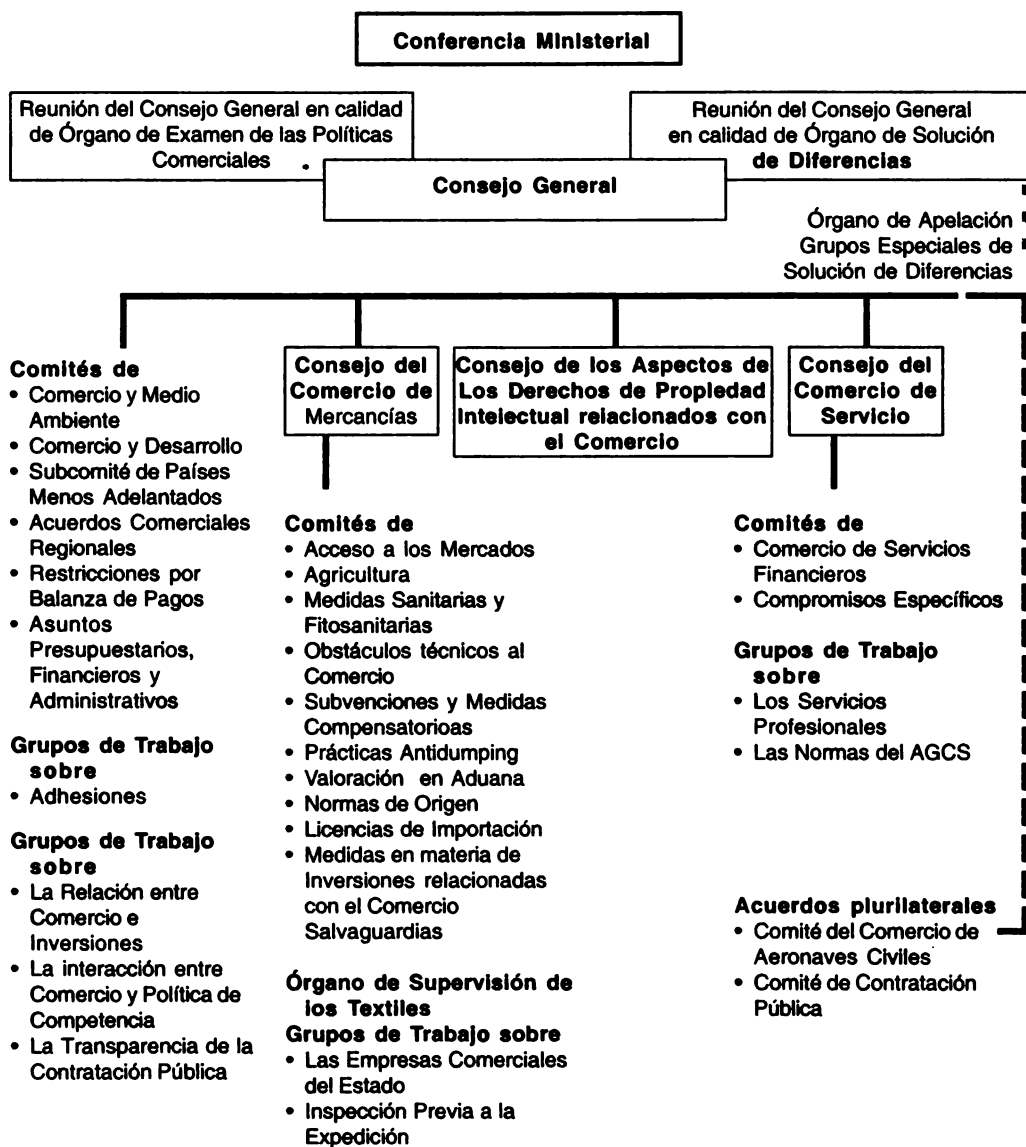 Conferencia Ministerial
Reunión del Consejo General en calidad
de Órgano de Examen de las Políticas
Comerciales
Reunión del Consejo General
en calidad de Órgano de Solución
de Diferencias
Consejo General
Órgano de Apelación
Grupos Especiales de
Solución de Diferencias
Comités de
• Comercio y Medio
Ambiente
• Comercio y Desarrollo
• Subcomité de Países
Menos Adelantados
• Acuerdos Comerciales
Regionales
• Restricciones por
Balanza de Pagos
• Asuntos
Presupuestarios,
Financieros y
Administrativos
Grupos de Trabajo
sobre
• Adhesiones
Grupos de Trabajo
sobre
• La Relación entre
Comercio e
Inversiones
• La interacción entre
Comercio y Política de
Competencia
• La Transparencia de la
Contratación Pública
Consejo del
Comercio de
Mercancías
Comités de
• Acceso a los Mercados
• Agricultura
• Medidas Sanitarias y
Fitosanitarias
• Obstáculos técnicos al
Comercio
• Subvenciones y Medidas
Compensatorioas
• Prácticas Antidumping
• Valoración en Aduana
• Normas de Origen
• Licencias de Importación
• Medidas en materia de
Inversiones relacionadas
con el Comercio
Salvaguardias
Órgano de Supervisión de
los Textiles
Grupos de Trabajo sobre
• Las Empresas Comerciales
del Estado
• Inspección Previa a la
Expedición
Consejo de los Aspectos de
Los Derechos de Propledad
Intelectual relacionados con
el Comercio
Consejo del
Comercio de
Servicio
Comités de
• Comercio de Servicios
Financieros
• Compromisos Específicos
Grupos de Trabajo
sobre
• Los Servicios
Profesionales
• Las Normas del AGCS
Acuerdos plurilaterales
• Comité del Comercio de
Aeronaves Civiles
• Comité de Contratación
Pública